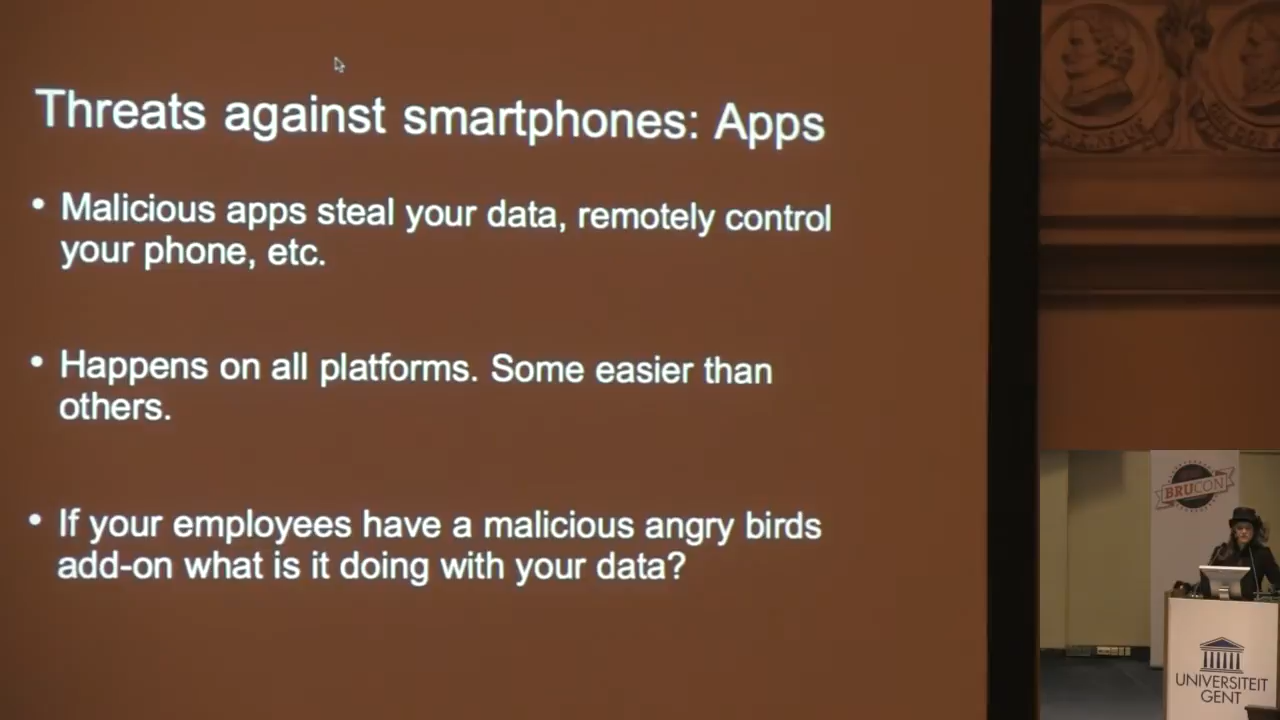 Threats against smartphones: Apps
• Malicious apps steal your data, remotely control
your phone, etc.
• Happens on all platforms. Some easier than
others.
• If your employees have a malicious angry birds
add-on what is it doing with your data?
BRUCON
UNIVERSITEIT
GENT